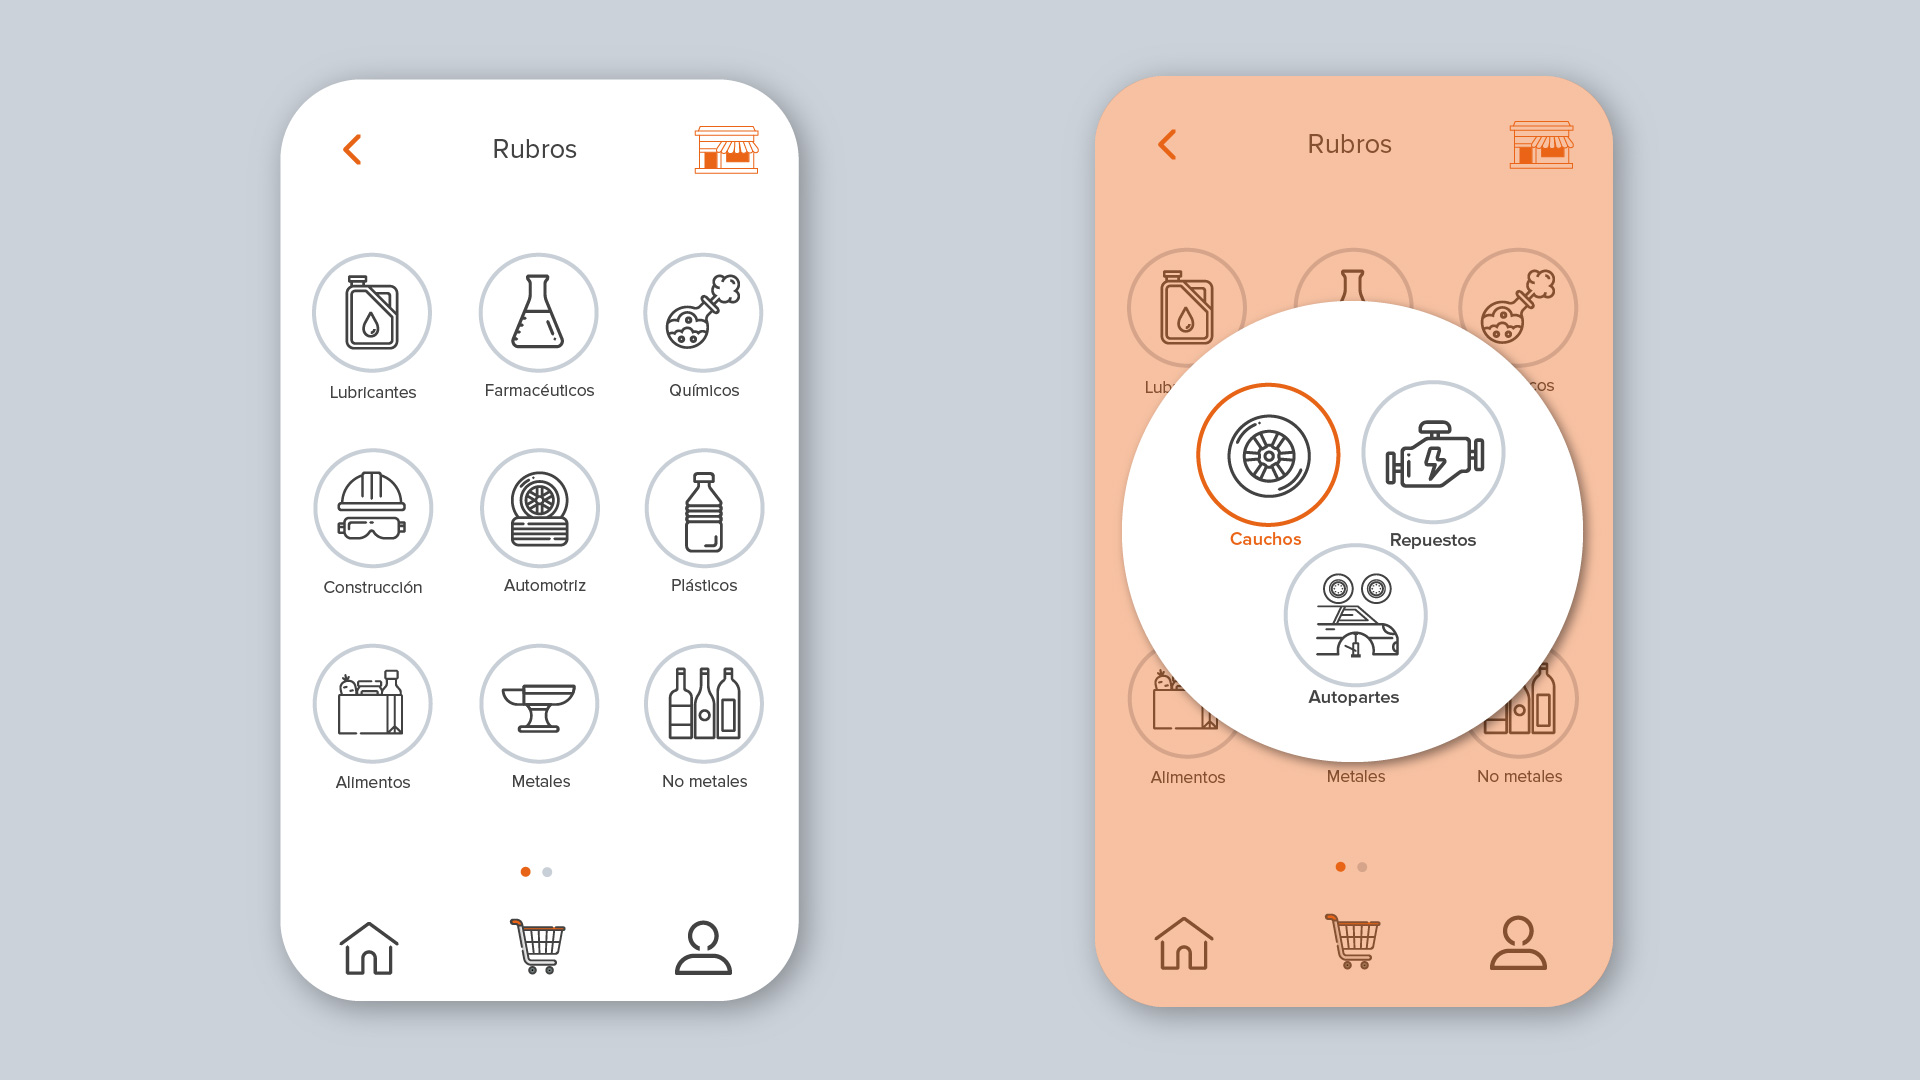 Rubros
Lubricantes
Farmacéuticos
Químicos
Construcción
Automotriz
Plásticos
Alimentos
Metales
No metales
Rubros
Lub
cos
Cauchos
Repuestos
Autopartes
Alimentos
Metales
No metales